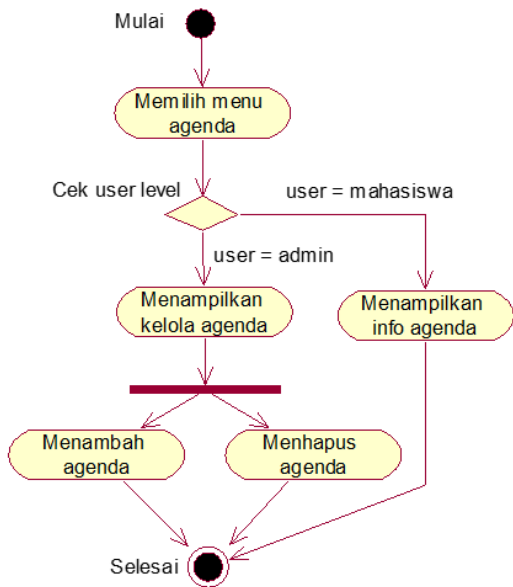 Mulai
Memilih menu
agenda
Cek user level
user = mahasiswa
user = admin
Menampilkan
kelola agenda
Menampilkan
info agenda
Menambah
agenda
Menhapus
agenda
Selesai